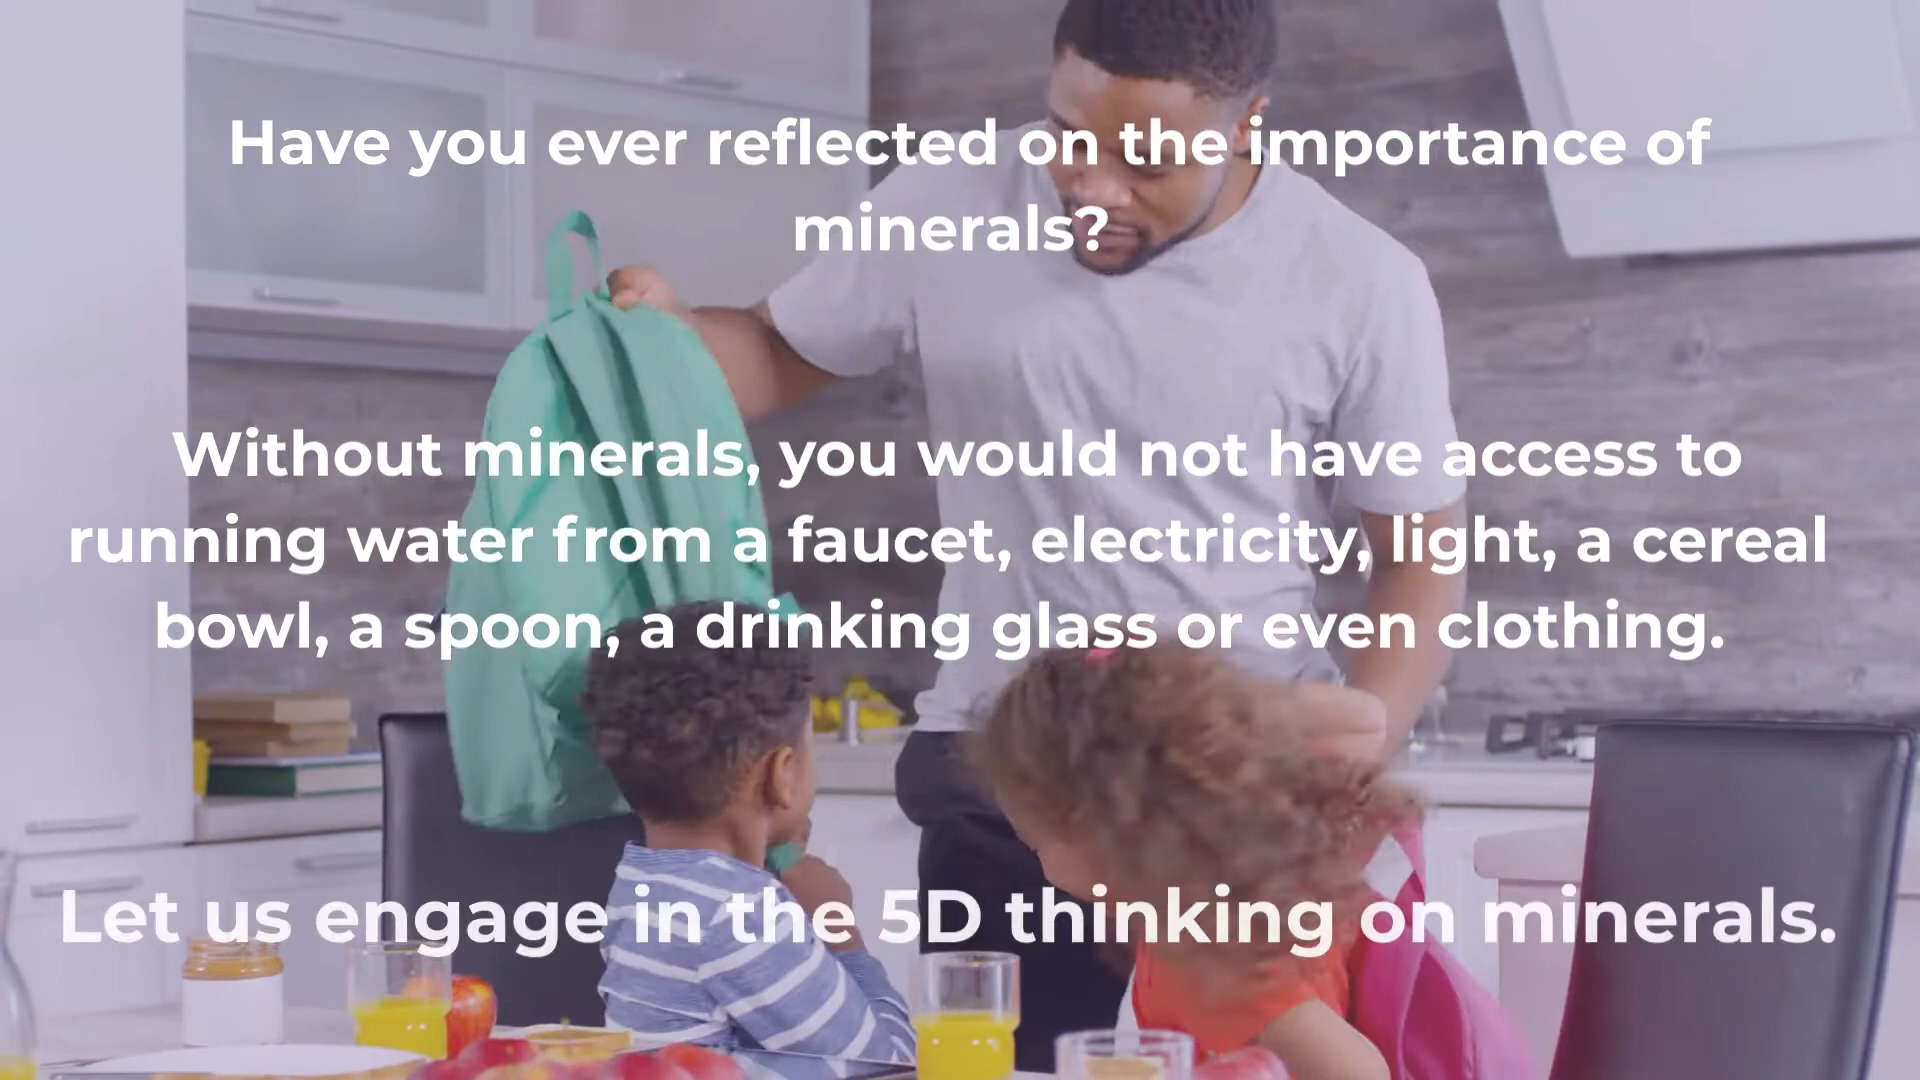 Have you ever reflected on the importance of
minerals?
Without minerals, you would not have access to
running water from a faucet, electricity, light, a cereal
bowl, a spoon, a drinking glass or even clothing.
Let us engage in the 5D thinking on minerals.